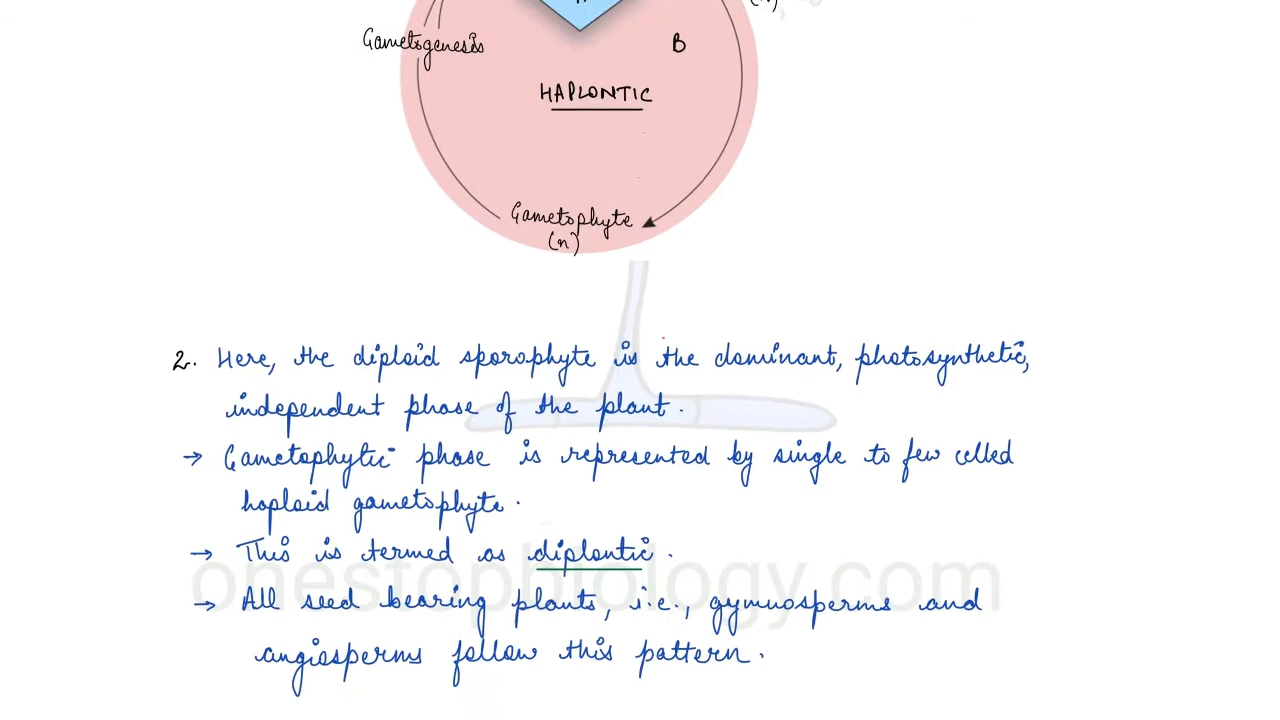 Gametogenesis
B
HAPLONTIC
Gametophyte
(n)
2. Here, the diploid sporophyte is the dominant, photosynthetic,
independent phase of the plant.
→ Gametophytic phase is represented by single to few celled
haploid gametophyte.
→ This is termed as diplontic.
→ All seed bearing plants, i.e., gymnosperms and
angiosperms follow this pattern.
onestopbiology.com